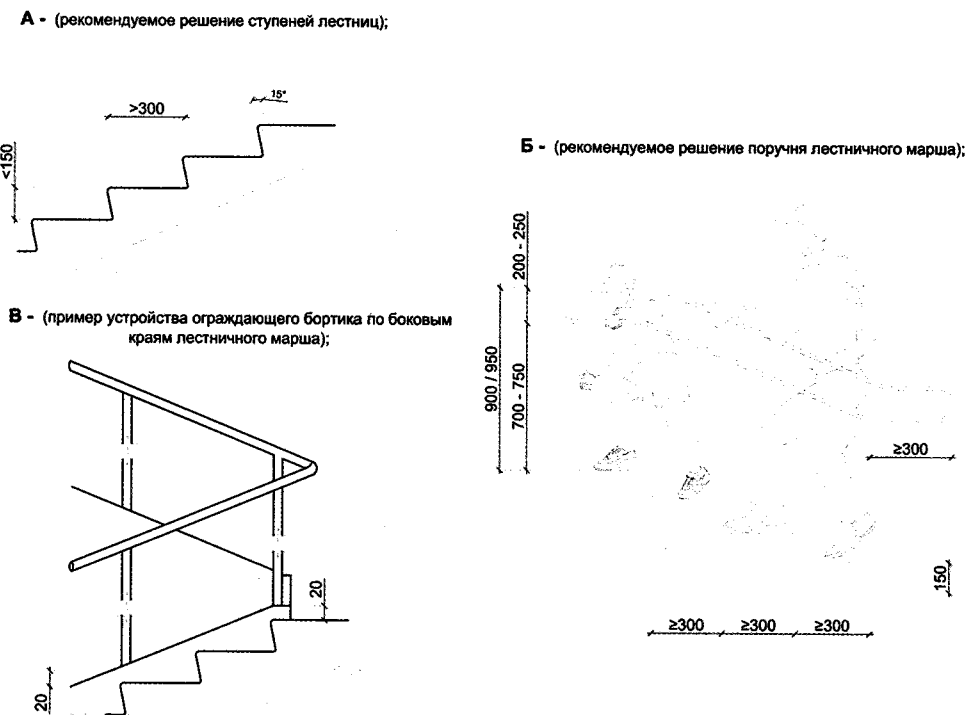 А - (рекомендуемое решение ступеней лестниц);
15°
>300
<150
Б - (рекомендуемое решение поручня лестничного марша);
200 - 250
900 / 950
700 - 750
≥300
150
≥300 ≥300 ≥300
В - (пример устройства ограждающего бортика по боковым
краям лестничного марша);
20
20